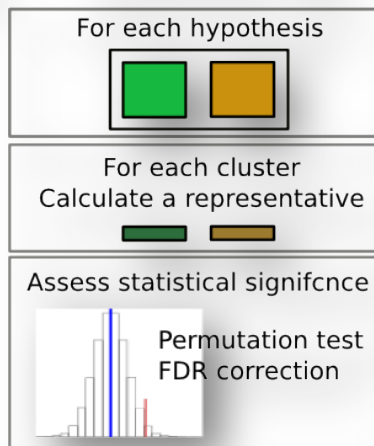 For each hypothesis
For each cluster
Calculate a representative
Assess statistical signifcnce
Permutation test
FDR correction